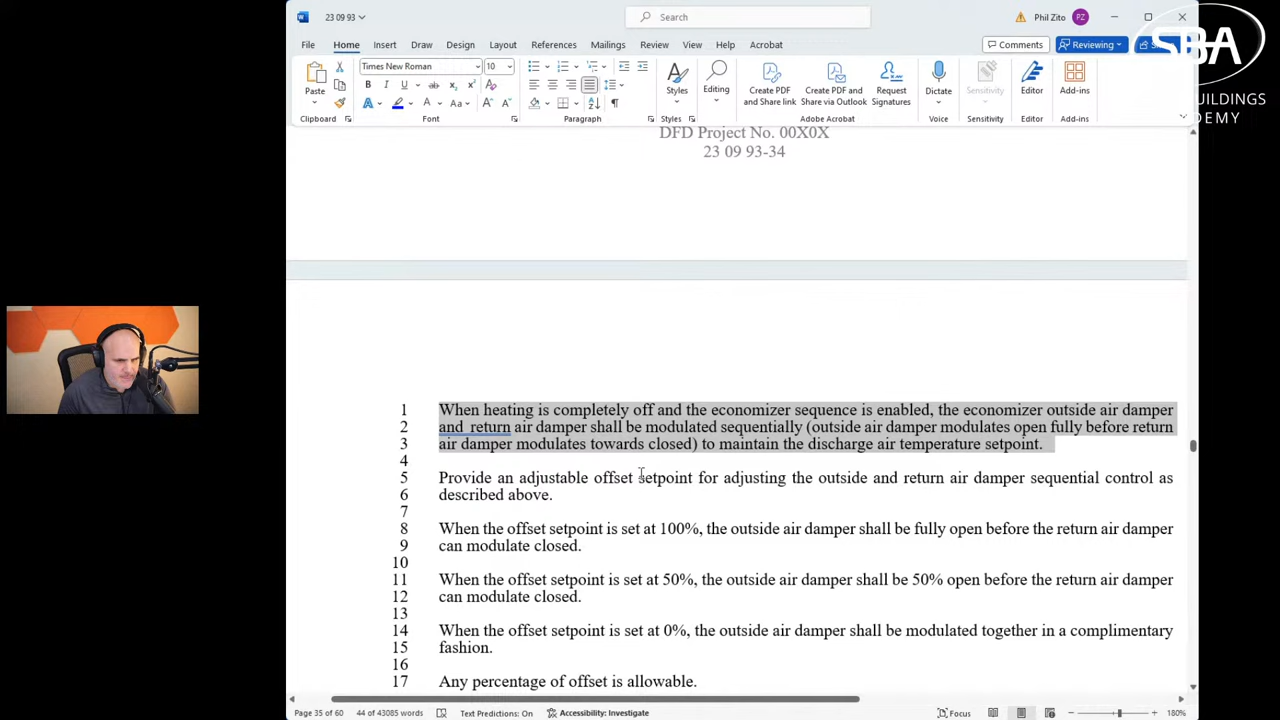 23 09 93
Search
Phil Zito
PZ
SBA
BUILDINGS
DEMY
File
Home
Insert
Draw
Design
Layout
References
Mailings
Review
View
Help
Acrobat
Comments
Reviewing
Times New Roman
10
Paste
Styles
Editing
Create PDF
and Share link
Create PDF and
Share via Outlook
Request
Signatures
Dictate
Sensitivity
Editor
Add-ins
Clipboard
Font
Paragraph
Styles
Adobe Acrobat
Voice
Sensitivity
Editor
Add-ins
DFD Project No. 00X0X
23 09 93-34
1 When heating is completely off and the economizer sequence is enabled, the economizer outside air damper
2 and return air damper shall be modulated sequentially (outside air damper modulates open fully before return
3 air damper modulates towards closed) to maintain the discharge air temperature setpoint.
4
5 Provide an adjustable offset setpoint for adjusting the outside and return air damper sequential control as
6 described above.
7
8 When the offset setpoint is set at 100%, the outside air damper shall be fully open before the return air damper
9 can modulate closed.
10
11 When the offset setpoint is set at 50%, the outside air damper shall be 50% open before the return air damper
12 can modulate closed.
13
14 When the offset setpoint is set at 0%, the outside air damper shall be modulated together in a complimentary
15 fashion.
16
17 Any percentage of offset is allowable.
Page 35 of 60
44 of 43085 words
Text Predictions: On
Accessibility: Investigate
Focus
180%